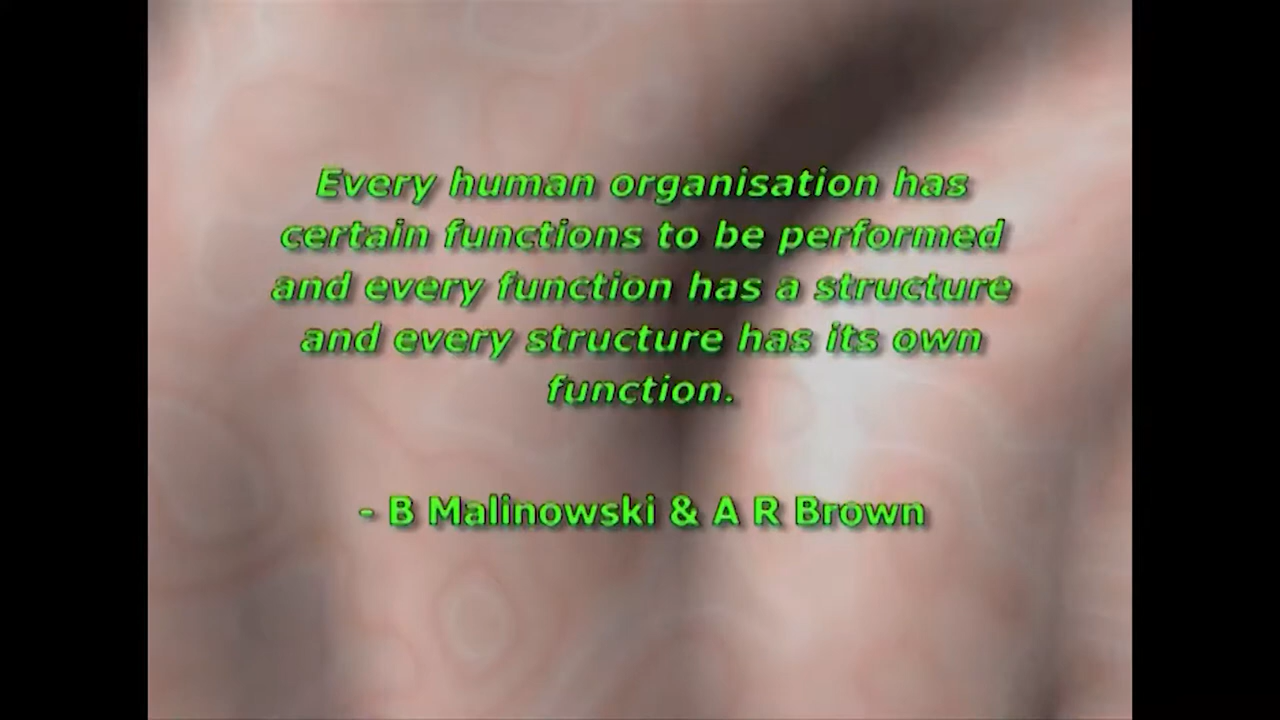 Every human organisation has
certain functions to be performed
and every function has a structure
and every structure has its own
function.
- B Malinowski & A R Brown